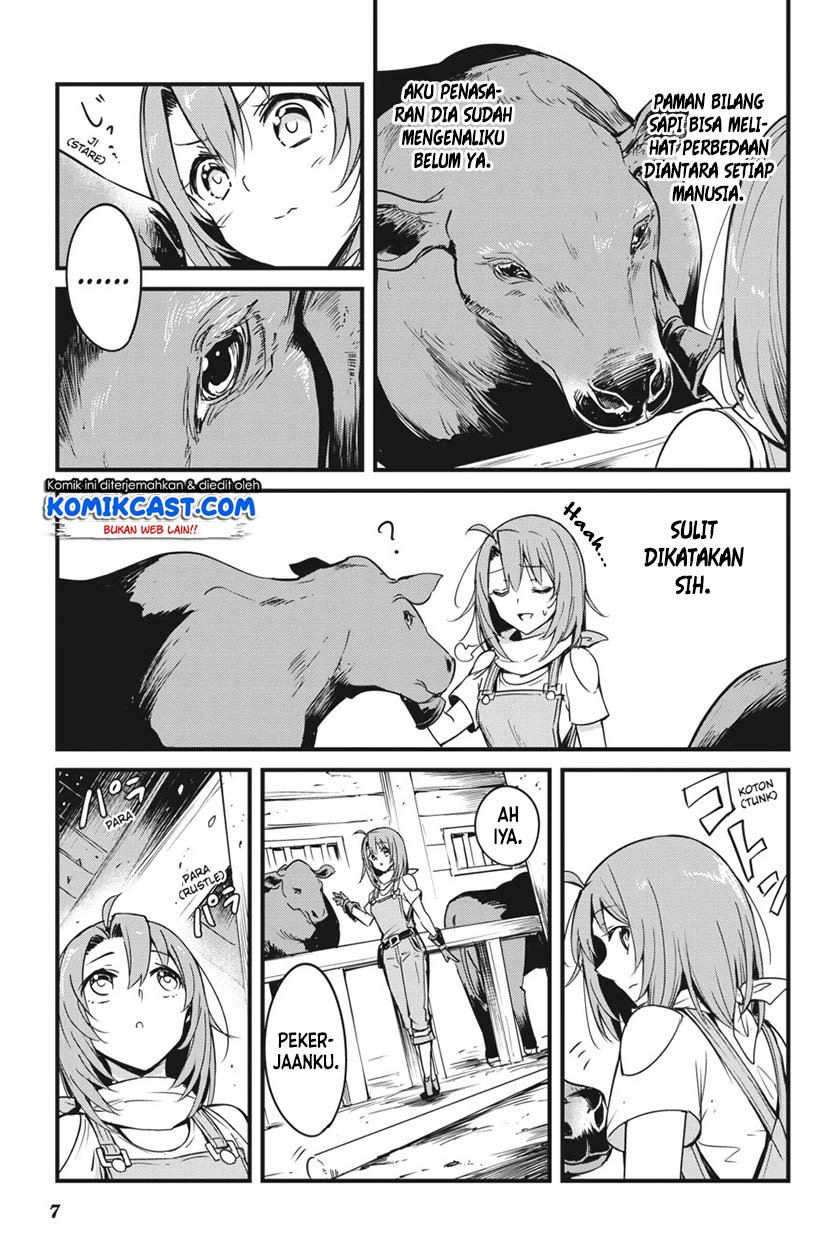 PAMAN BILANG
SAPI BISA MELI-
HAT PERBEDAAN
DIANTARA SETIAP
MANUSIA.
AKU PENASA-
RAN DIA SUDAH
MENGENALIKU
BELUM YA.
じっ
JI
(STARE)
......
Komik ini diterjemahkan & diedit oleh
KOMIKCAST.COM
BUKAN WEB LAIN!!
SULIT
DIKATAKAN
SIH.
Haah...
?
コトン
KOTON
(TUNK)
AH
IYA.
PEKER-
JAANKU.
パラ
PARA
PARA
(RUSTLE)
パラ
7